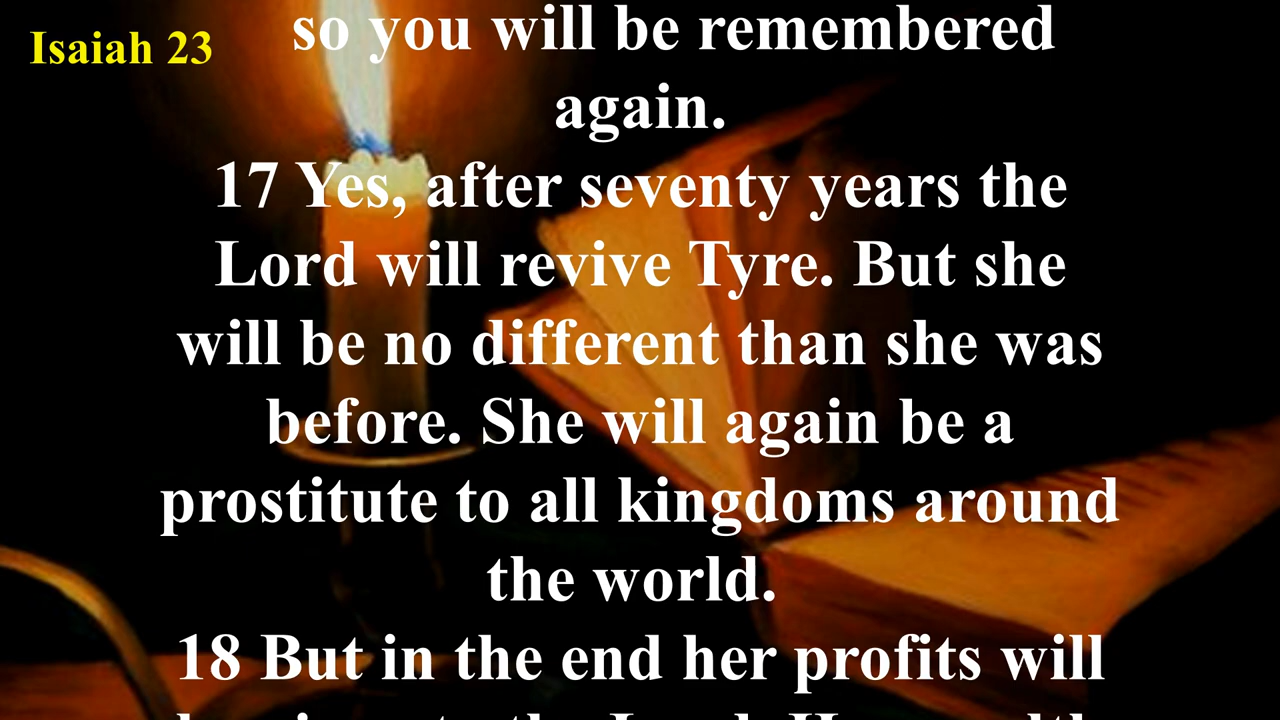 Isaiah 23
so you will be remembered
again.
17 Yes, after seventy years the
Lord will revive Tyre. But she
will be no different than she was
before. She will again be a
prostitute to all kingdoms around
the world.
18 But in the end her profits will